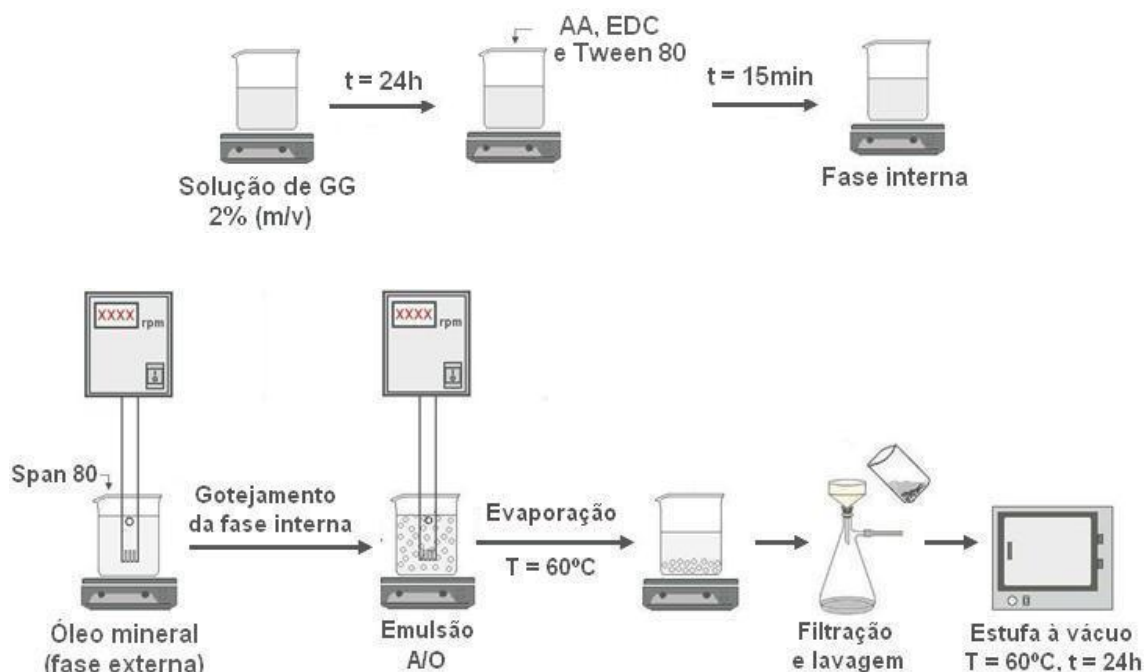 AA, EDC
e Tween 80
t = 24h
t = 15min
Solução de GG
2% (m/v)
Fase interna
XXXX rpm
XXXX rpm
Span 80
Gotejamento
da fase interna
Evaporação
T = 60ºC
Óleo mineral
(fase externa)
Emulsão
A/O
Filtração
e lavagem
Estufa à vácuo
T = 60ºC, t = 24h